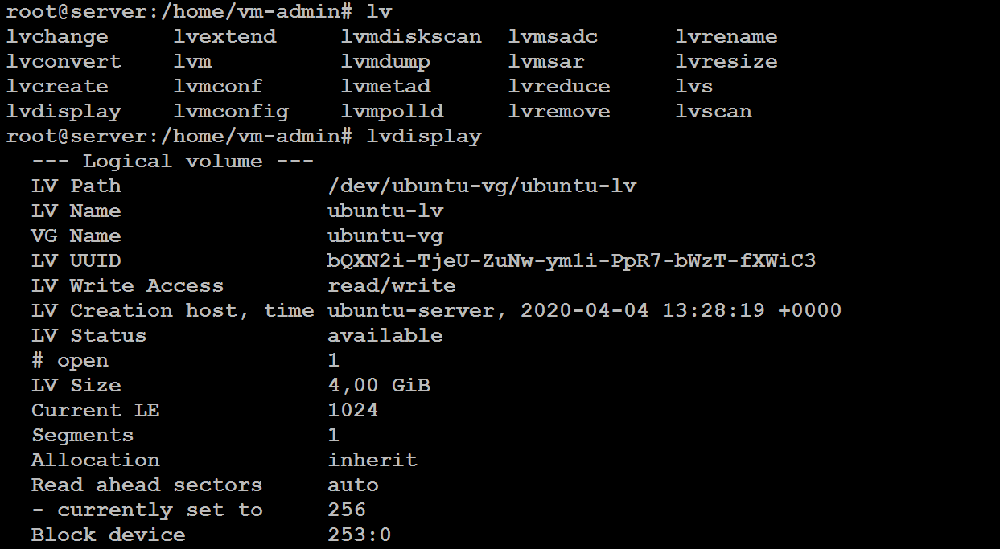 root@server:/home/vm-admin# lv
lvchange     lvextend     lvmdiskscan  lvmsadc      lvrename
lvconvert    lvm          lvmdump      lvmsar       lvresize
lvcreate     lvmconf      lvmetad      lvreduce     lvs
lvdisplay    lvmconfig    lvmpolld     lvremove     lvscan
root@server:/home/vm-admin# lvdisplay
  --- Logical volume ---
  LV Path                /dev/ubuntu-vg/ubuntu-lv
  LV Name                ubuntu-lv
  VG Name                ubuntu-vg
  LV UUID                bQXN2i-TjeU-ZuNw-ym1i-PpR7-bWzT-fXWiC3
  LV Write Access        read/write
  LV Creation host, time ubuntu-server, 2020-04-04 13:28:19 +0000
  LV Status              available
  # open                 1
  LV Size                4,00 GiB
  Current LE             1024
  Segments               1
  Allocation             inherit
  Read ahead sectors     auto
  - currently set to     256
  Block device           253:0